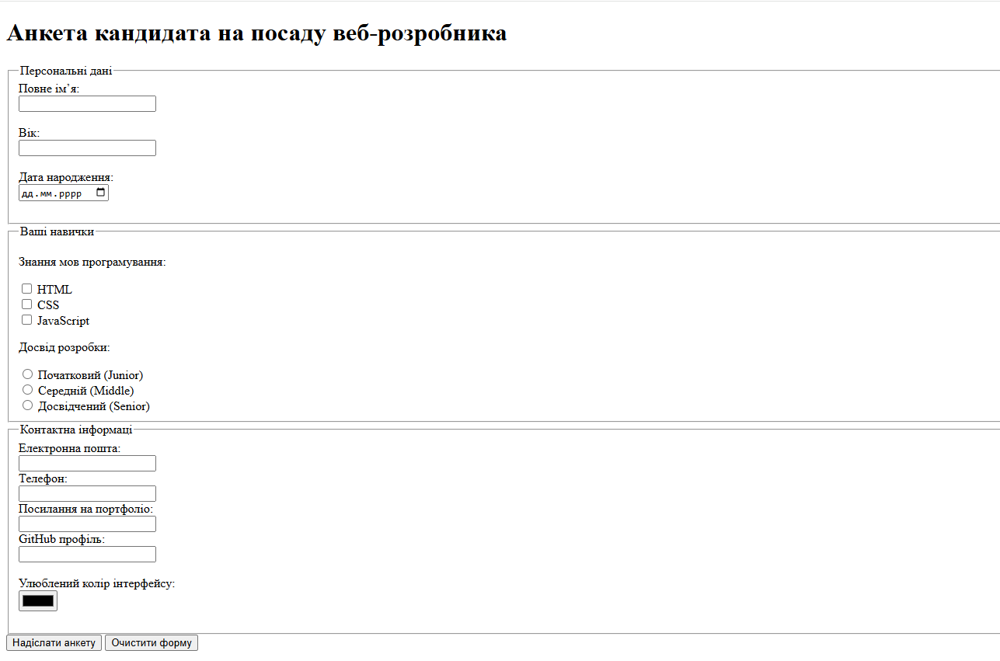 Анкета кандидата на посаду веб-розробника
Персональні дані
Повне ім’я:
Вік:
Дата народження:
дд.мм.рррр
Ваші навички
Знання мов програмування:
HTML
CSS
JavaScript
Досвід розробки:
Початковий (Junior)
Середній (Middle)
Досвідчений (Senior)
Контактна інформаці
Електронна пошта:
Телефон:
Посилання на портфоліо:
GitHub профіль:
Улюблений колір інтерфейсу:
Надіслати анкету Очистити форму